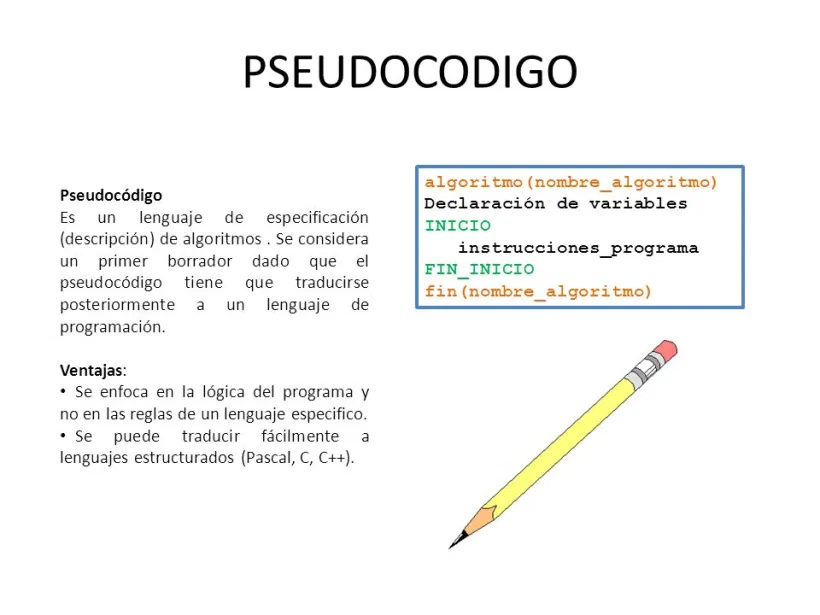 PSEUDOCODIGO
Pseudocódigo
Es un lenguaje de especificación
(descripción) de algoritmos . Se considera
un primer borrador dado que el
pseudocódigo tiene que traducirse
posteriormente a un lenguaje de
programación.
Ventajas:
• Se enfoca en la lógica del programa y
no en las reglas de un lenguaje especifico.
• Se puede traducir fácilmente a
lenguajes estructurados (Pascal, C, C++).
algoritmo(nombre_algoritmo)
Declaración de variables
INICIO
instrucciones_programa
FIN_INICIO
fin(nombre_algoritmo)